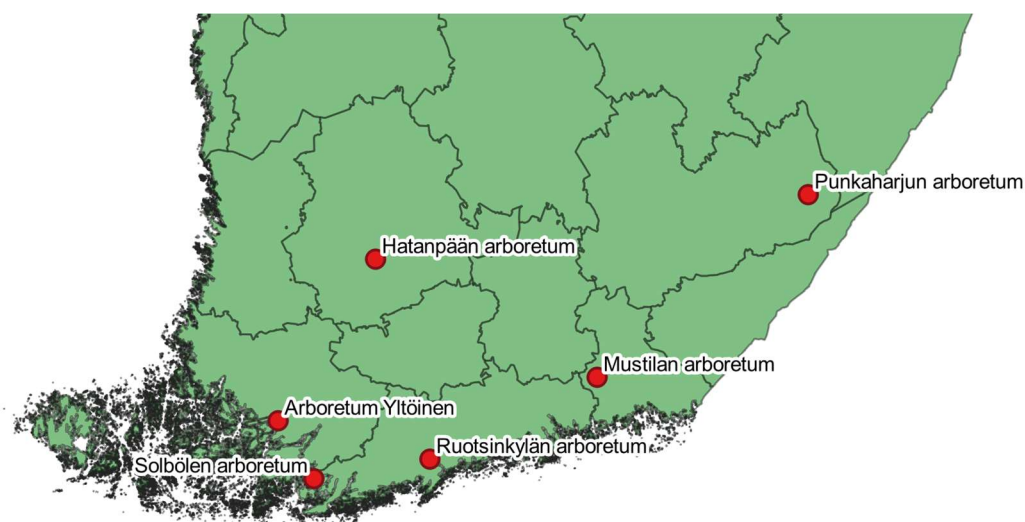 Punkaharjun arboretum
Hatanpään arboretum
Mustilan arboretum
Arboretum Yltöinen
Ruotsinkylän arboretum
Solbölen arboretum